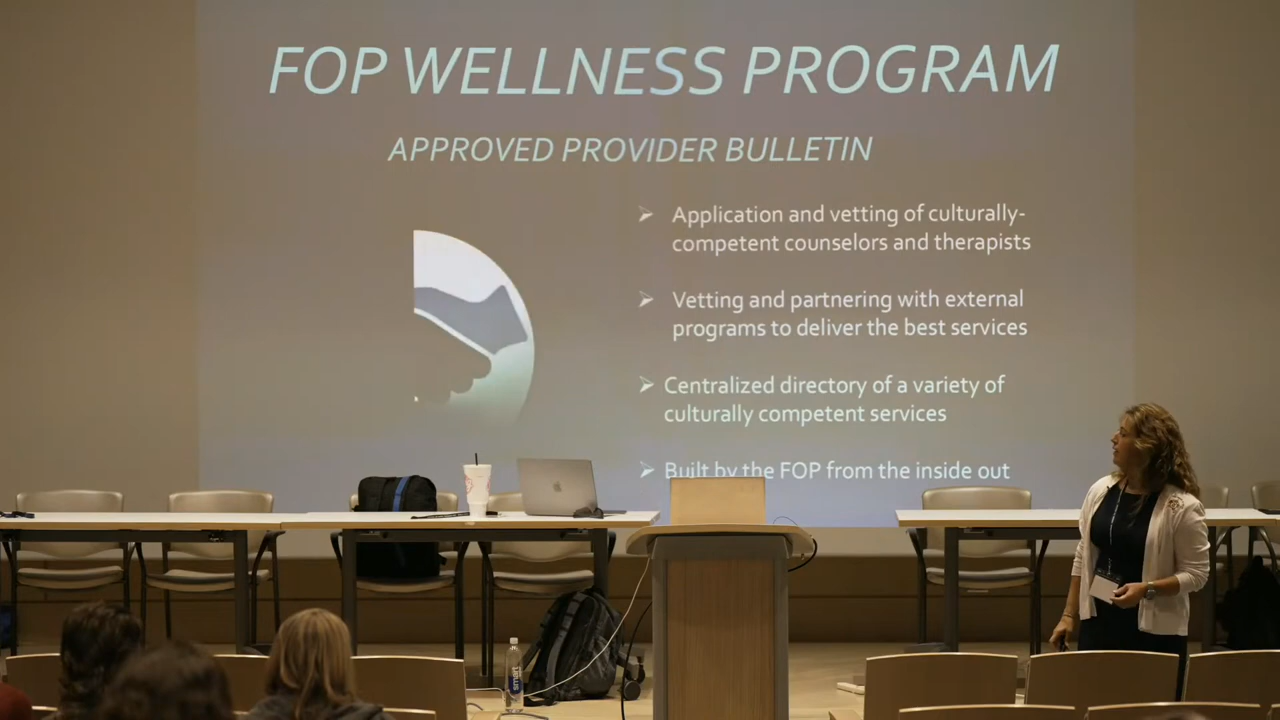 FOP WELLNESS PROGRAM
APPROVED PROVIDER BULLETIN
➢ Application and vetting of culturally-
competent counselors and therapists
➢ Vetting and partnering with external
programs to deliver the best services
➢ Centralized directory of a variety of
culturally competent services
➢ Built by the FOP from the inside out
smart